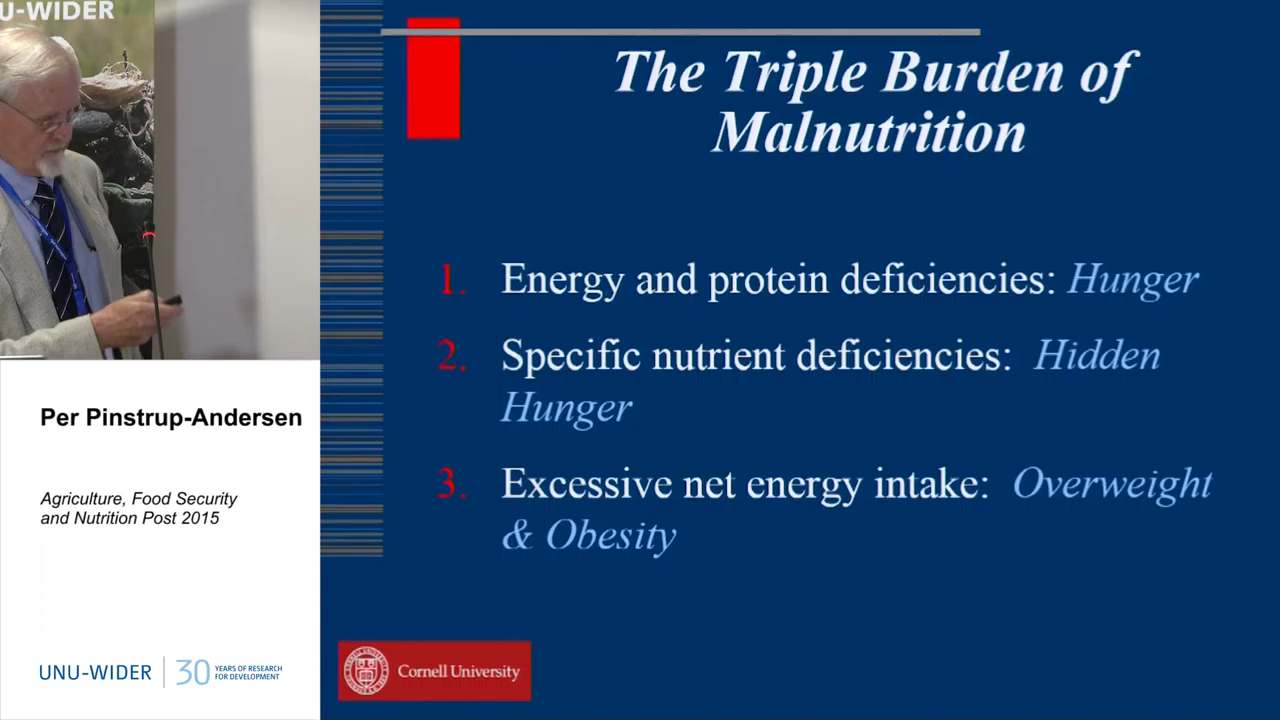 U-WIDER
The Triple Burden of
Malnutrition
1. Energy and protein deficiencies: Hunger
2. Specific nutrient deficiencies: Hidden
Hunger
3. Excessive net energy intake: Overweight
& Obesity
Per Pinstrup-Andersen
Agriculture, Food Security
and Nutrition Post 2015
UNU-WIDER
30 YEARS OF RESEARCH
FOR DEVELOPMENT
Cornell University